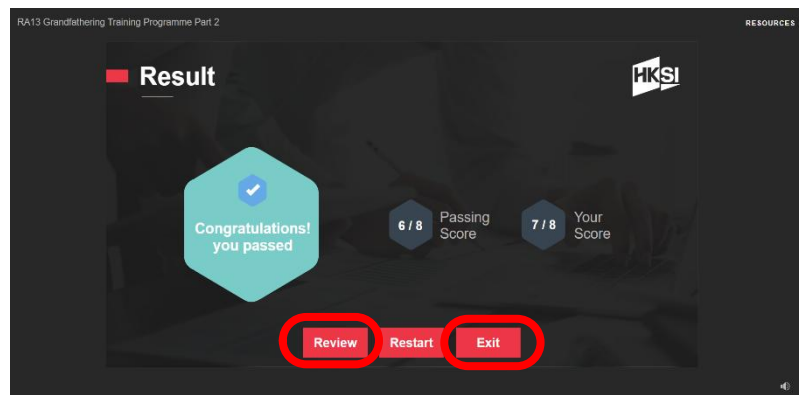 RA13 Grandfathering Training Programme Part 2
RESOURCES
Result
HKSI
Congratulations!
you passed
6 / 8
Passing
Score
7 / 8
Your
Score
Review
Restart
Exit